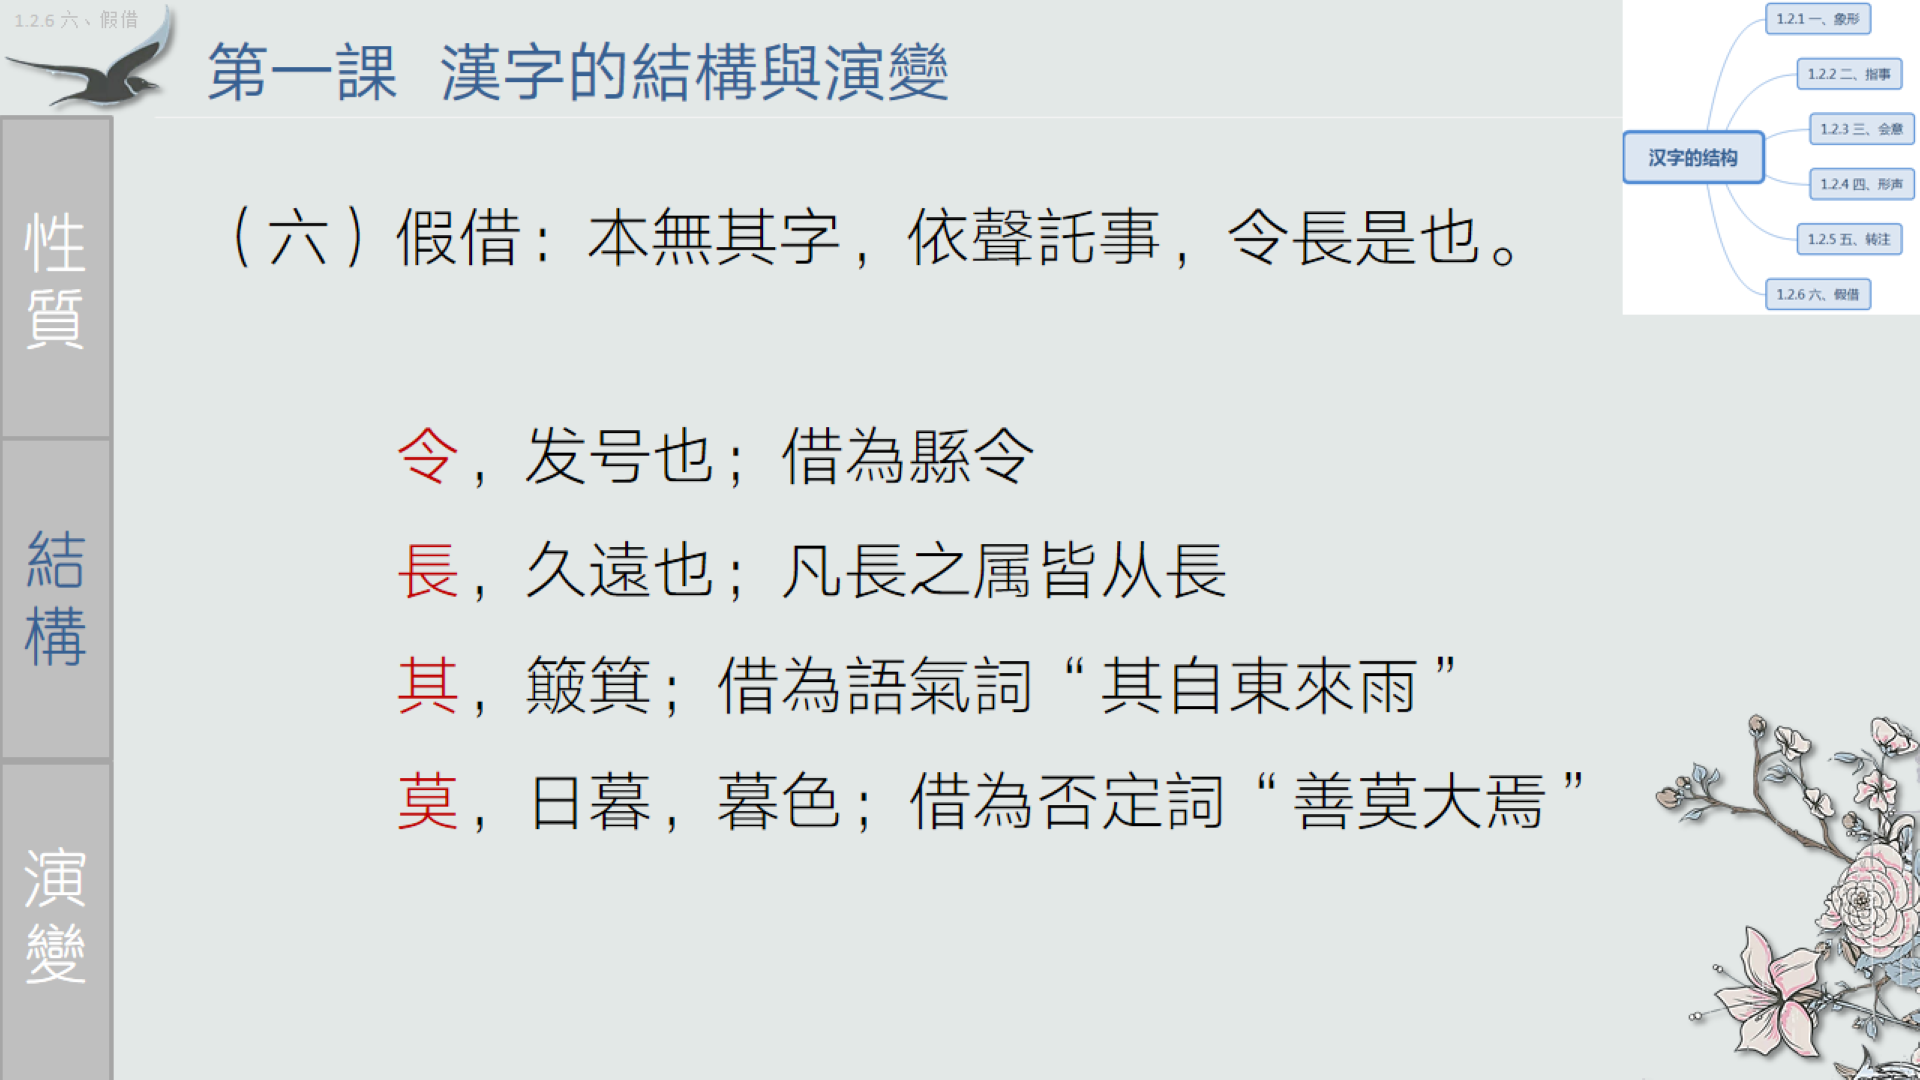 1.2.6 六、假借
第一課 漢字的結構與演變
性質
結構
演變
（六）假借：本無其字，依聲託事，令長是也。
令，发号也；借為縣令
長，久遠也；凡長之属皆从長
其，簸箕；借為語氣詞“其自東來雨”
莫，日暮，暮色；借為否定詞“善莫大焉”
汉字的结构
1.2.1 一、象形
1.2.2 二、指事
1.2.3 三、会意
1.2.4 四、形声
1.2.5 五、转注
1.2.6 六、假借